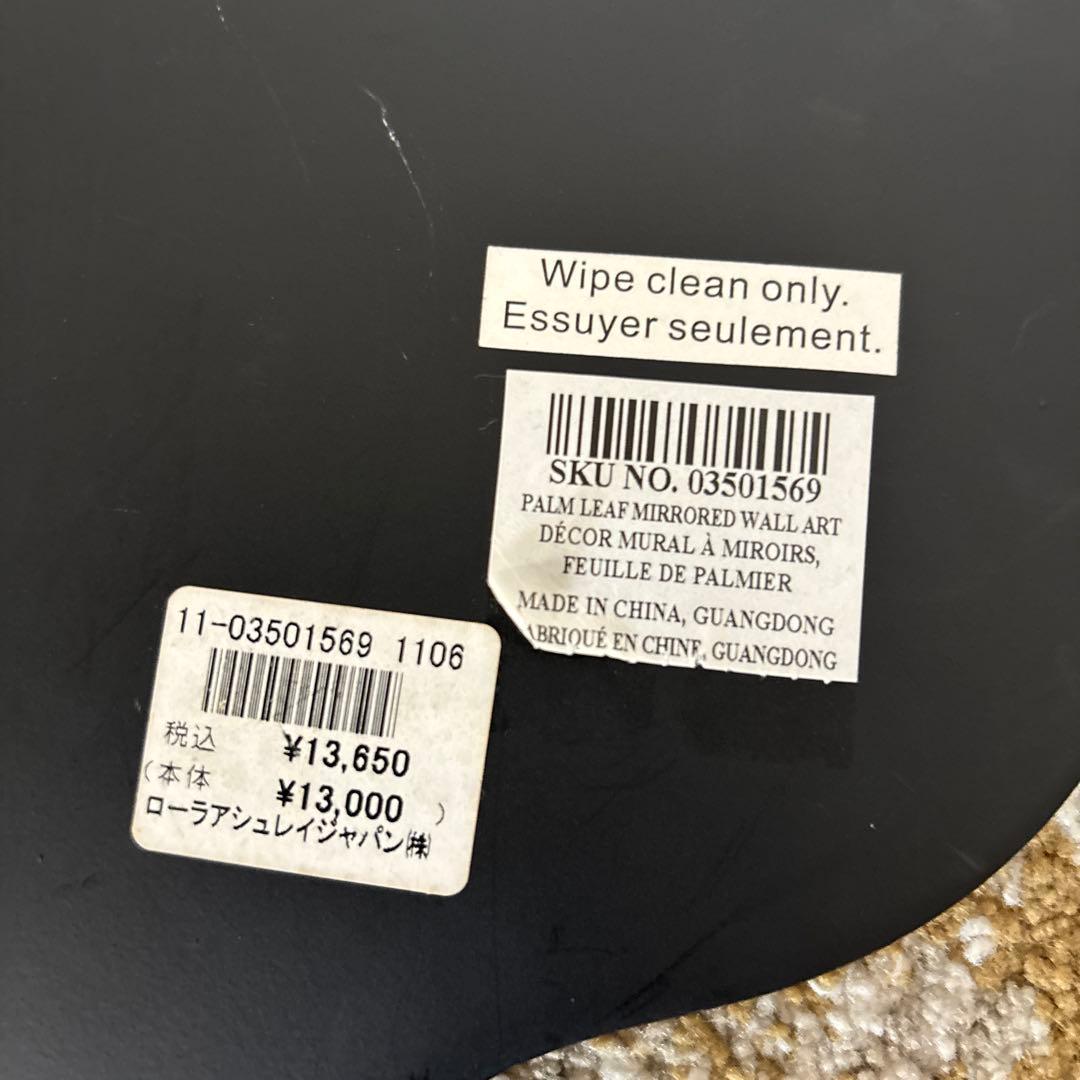 Wipe clean only.
Essuyer seulement.
SKU NO. 03501569
PALM LEAF MIRRORED WALL ART
DÉCOR MURAL À MIROIRS,
FEUILLE DE PALMIER
MADE IN CHINA, GUANGDONG
ABRIQUÉ EN CHINE, GUANGDONG
11-03501569 1106
税込 ¥13,650
(本体 ¥13,000 )
ローラアシュレイジャパン㈱